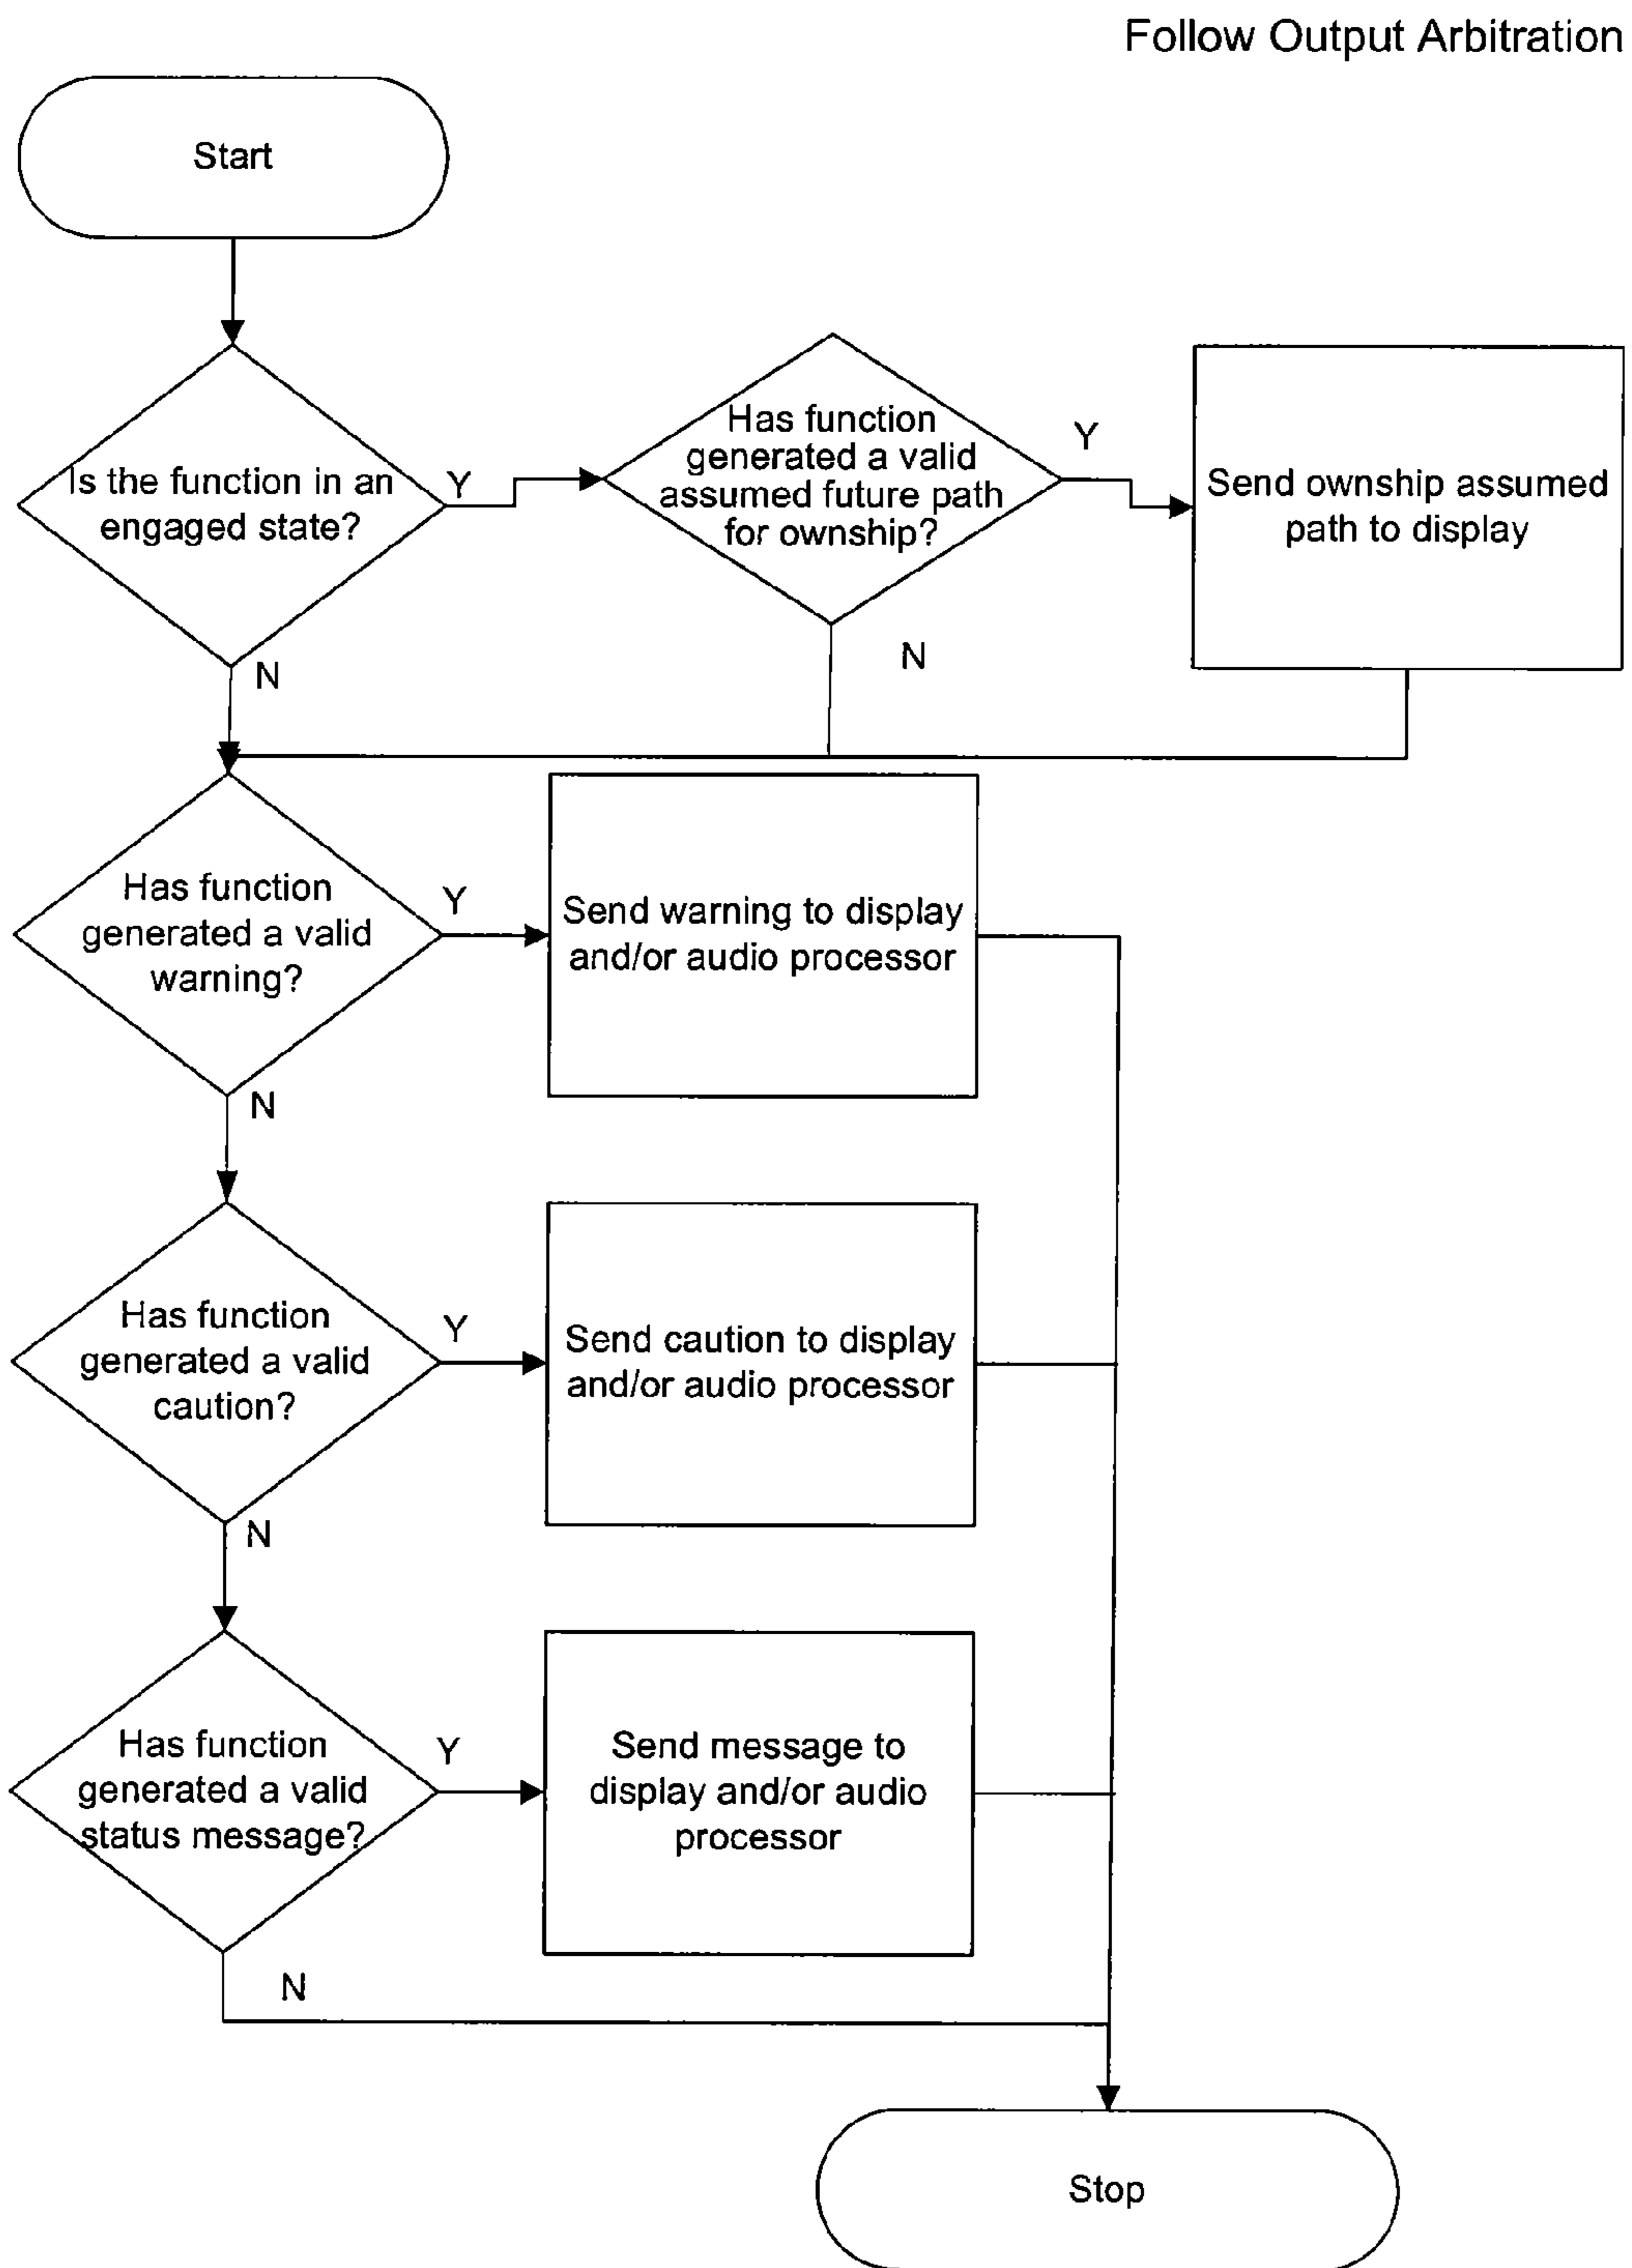 Follow Output Arbitration
Start
Is the function in an
engaged state?
Y
Has function
generated a valid
assumed future path
for ownship?
Y
Send ownship assumed
path to display
N
N
Has function
generated a valid
warning?
Y
Send warning to display
and/or audio processor
N
Has function
generated a valid
caution?
Y
Send caution to display
and/or audio processor
N
Has function
generated a valid
status message?
Y
Send message to
display and/or audio
processor
N
Stop